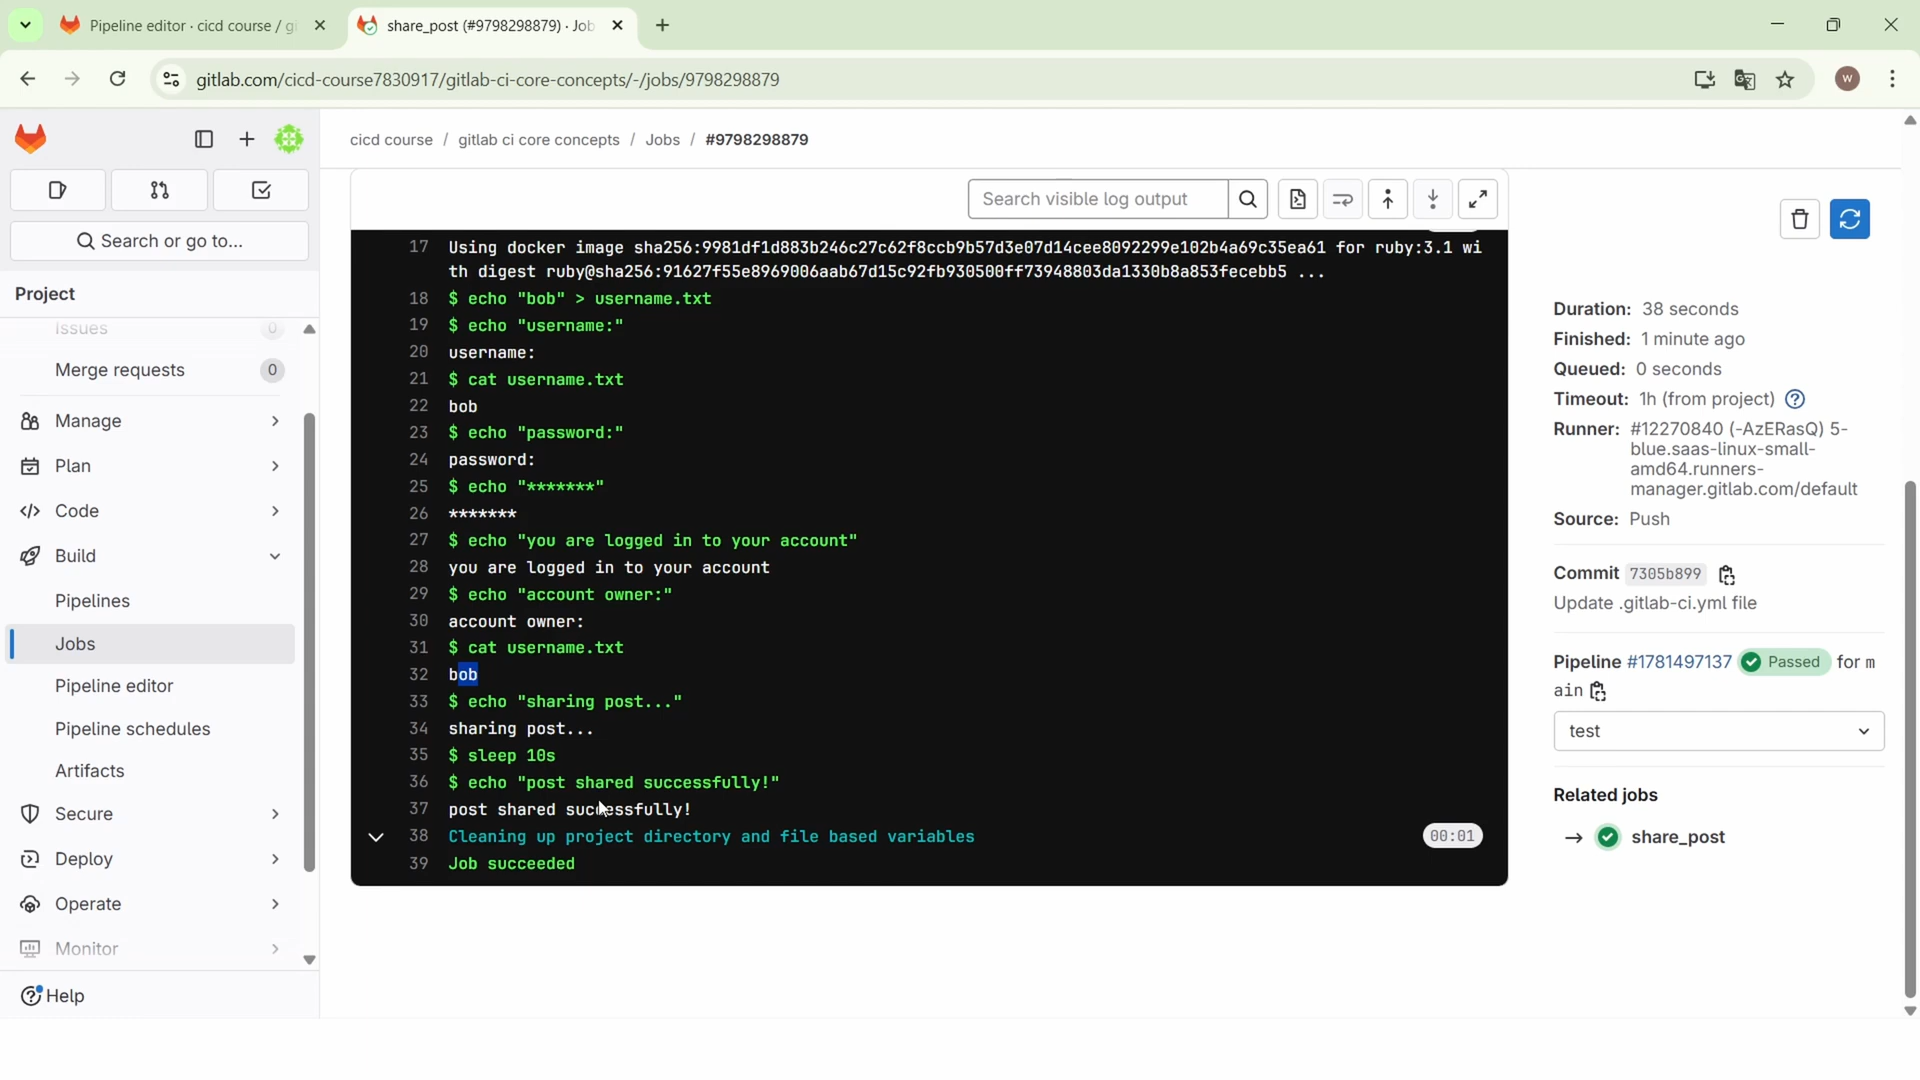 Pipeline editor · cicd course / gi
share_post (#9798298879) · Job
gitlab.com/cicd-course7830917/gitlab-ci-core-concepts/-/jobs/9798298879
W
cicd course / gitlab ci core concepts / Jobs / #9798298879
Search or go to...
Project
Issues 0
Merge requests 0
Manage
Plan
Code
Build
Pipelines
Jobs
Pipeline editor
Pipeline schedules
Artifacts
Secure
Deploy
Operate
Monitor
Help
Search visible log output
17 Using docker image sha256:9981df1d883b246c27c62f8ccb9b57d3e07d14cee8092299e102b4a69c35ea61 for ruby:3.1 wi
th digest ruby@sha256:91627f55e8969006aab67d15c92fb930500ff73948803da1330b8a853fecebb5 ...
18 $ echo "bob" > username.txt
19 $ echo "username:"
20 username:
21 $ cat username.txt
22 bob
23 $ echo "password:"
24 password:
25 $ echo "*******"
26 *******
27 $ echo "you are logged in to your account"
28 you are logged in to your account
29 $ echo "account owner:"
30 account owner:
31 $ cat username.txt
32 bob
33 $ echo "sharing post..."
34 sharing post...
35 $ sleep 10s
36 $ echo "post shared successfully!"
37 post shared successfully!
38 Cleaning up project directory and file based variables 00:01
39 Job succeeded
Duration: 38 seconds
Finished: 1 minute ago
Queued: 0 seconds
Timeout: 1h (from project)
Runner: #12270840 (-AzERasQ) 5-
blue.saas-linux-small-
amd64.runners-
manager.gitlab.com/default
Source: Push
Commit 7305b899
Update .gitlab-ci.yml file
Pipeline #1781497137 Passed for m
ain
test
Related jobs
→ share_post